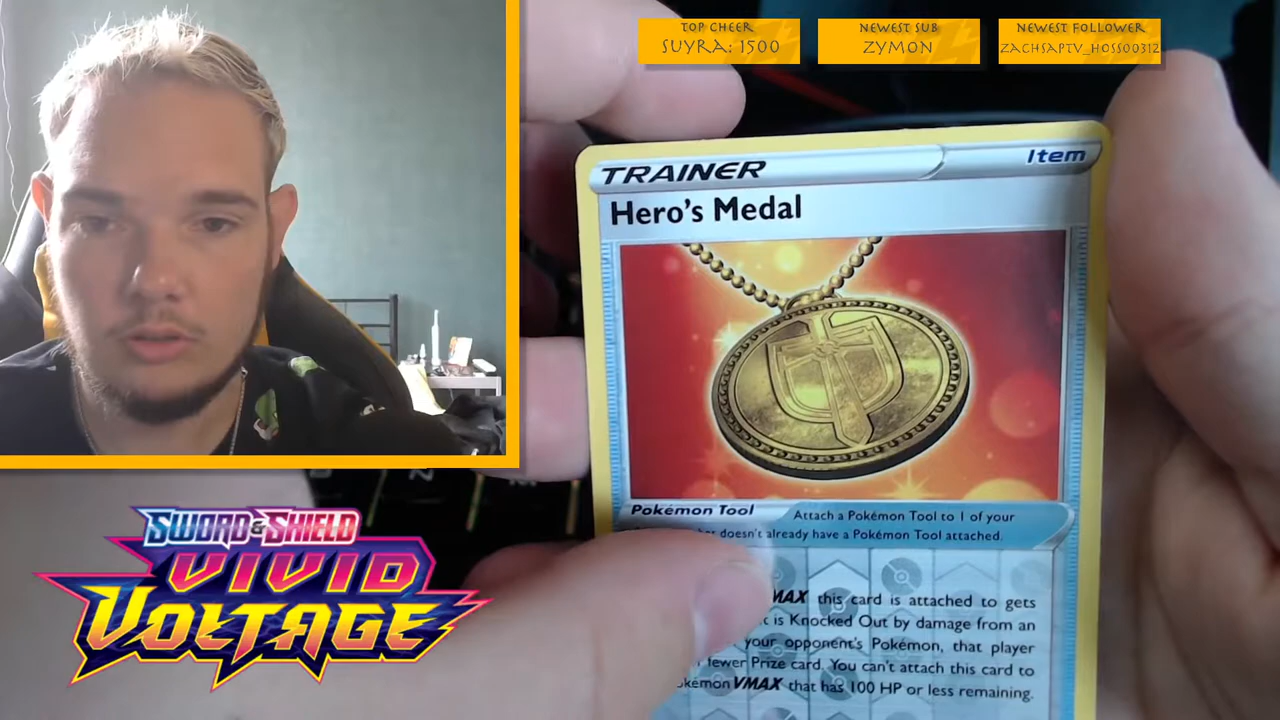 TOP CHEER
SUYRA: 1500
NEWEST SUB
ZYMON
NEWEST FOLLOWER
ZACHSAPTV_HOSS00312
TRAINER
Item
Hero's Medal
Pokémon Tool
Attach a Pokémon Tool to 1 of your
doesn't already have a Pokémon Tool attached.
MAX this card is attached to gets
is Knocked Out by damage from an
your opponent's Pokémon, that player
fewer Prize card. You can't attach this card to
VMAX that has 100 HP or less remaining.
SWORD & SHIELD
VIVID
VOLTAGE